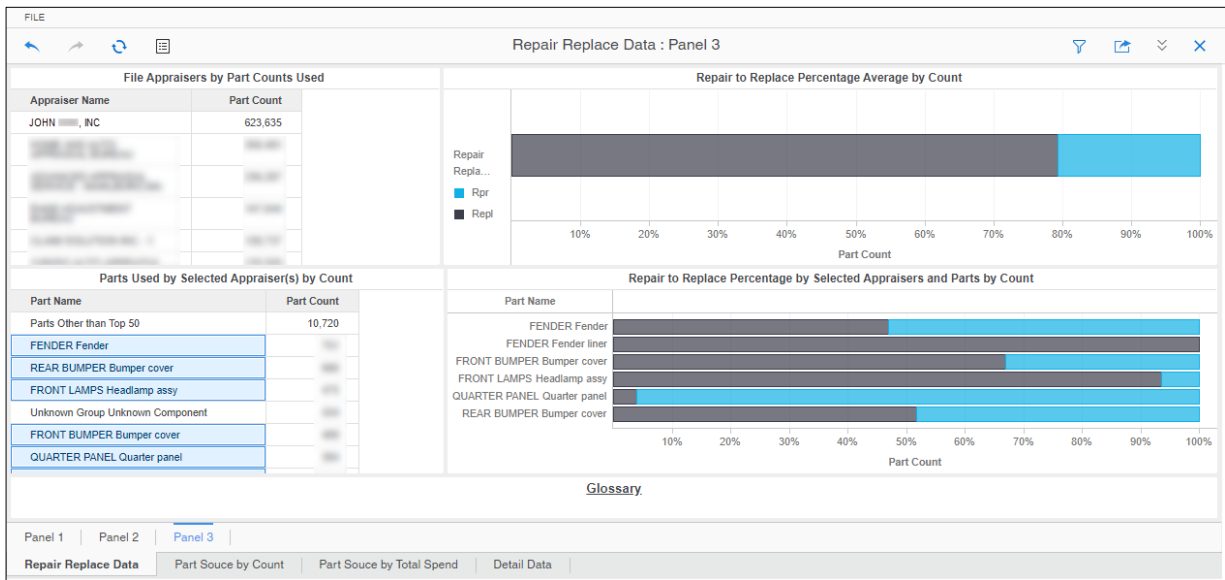 FILE
Repair Replace Data : Panel 3
File Appraisers by Part Counts Used
Appraiser Name Part Count
JOHN , INC 623,635
Repair to Replace Percentage Average by Count
Repair
Repla...
Rpr
Repl
10% 20% 30% 40% 50% 60% 70% 80% 90% 100%
Part Count
Parts Used by Selected Appraiser(s) by Count
Part Name Part Count
Parts Other than Top 50 10,720
FENDER Fender
REAR BUMPER Bumper cover
FRONT LAMPS Headlamp assy
Unknown Group Unknown Component
FRONT BUMPER Bumper cover
QUARTER PANEL Quarter panel
Repair to Replace Percentage by Selected Appraisers and Parts by Count
Part Name
FENDER Fender
FENDER Fender liner
FRONT BUMPER Bumper cover
FRONT LAMPS Headlamp assy
QUARTER PANEL Quarter panel
REAR BUMPER Bumper cover
10% 20% 30% 40% 50% 60% 70% 80% 90% 100%
Part Count
Glossary
Panel 1 Panel 2 Panel 3
Repair Replace Data Part Souce by Count Part Souce by Total Spend Detail Data